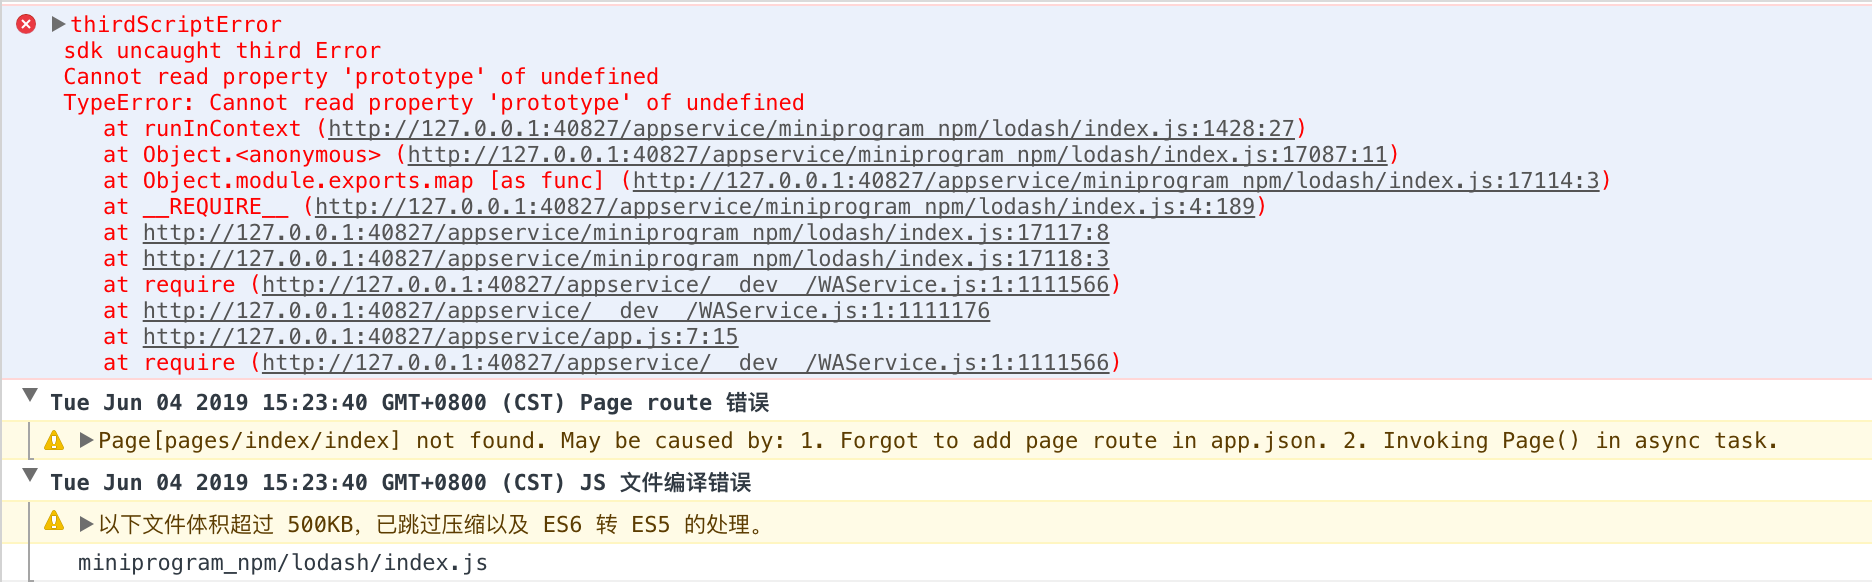 thirdScriptError
sdk uncaught third Error
Cannot read property 'prototype' of undefined
TypeError: Cannot read property 'prototype' of undefined
at runInContext (http://127.0.0.1:40827/appservice/miniprogram_npm/lodash/index.js:1428:27)
at Object.<anonymous> (http://127.0.0.1:40827/appservice/miniprogram_npm/lodash/index.js:17087:11)
at Object.module.exports.map [as func] (http://127.0.0.1:40827/appservice/miniprogram_npm/lodash/index.js:17114:3)
at __REQUIRE__ (http://127.0.0.1:40827/appservice/miniprogram_npm/lodash/index.js:4:189)
at http://127.0.0.1:40827/appservice/miniprogram_npm/lodash/index.js:17117:8
at http://127.0.0.1:40827/appservice/miniprogram_npm/lodash/index.js:17118:3
at require (http://127.0.0.1:40827/appservice/__dev__/WAService.js:1:1111566)
at http://127.0.0.1:40827/appservice/__dev__/WAService.js:1:1111176
at http://127.0.0.1:40827/appservice/app.js:7:15
at require (http://127.0.0.1:40827/appservice/__dev__/WAService.js:1:1111566)
Tue Jun 04 2019 15:23:40 GMT+0800 (CST) Page route 错误
Page[pages/index/index] not found. May be caused by: 1. Forgot to add page route in app.json. 2. Invoking Page() in async task.
Tue Jun 04 2019 15:23:40 GMT+0800 (CST) JS 文件编译错误
以下文件体积超过 500KB，已跳过压缩以及 ES6 转 ES5 的处理。
miniprogram_npm/lodash/index.js